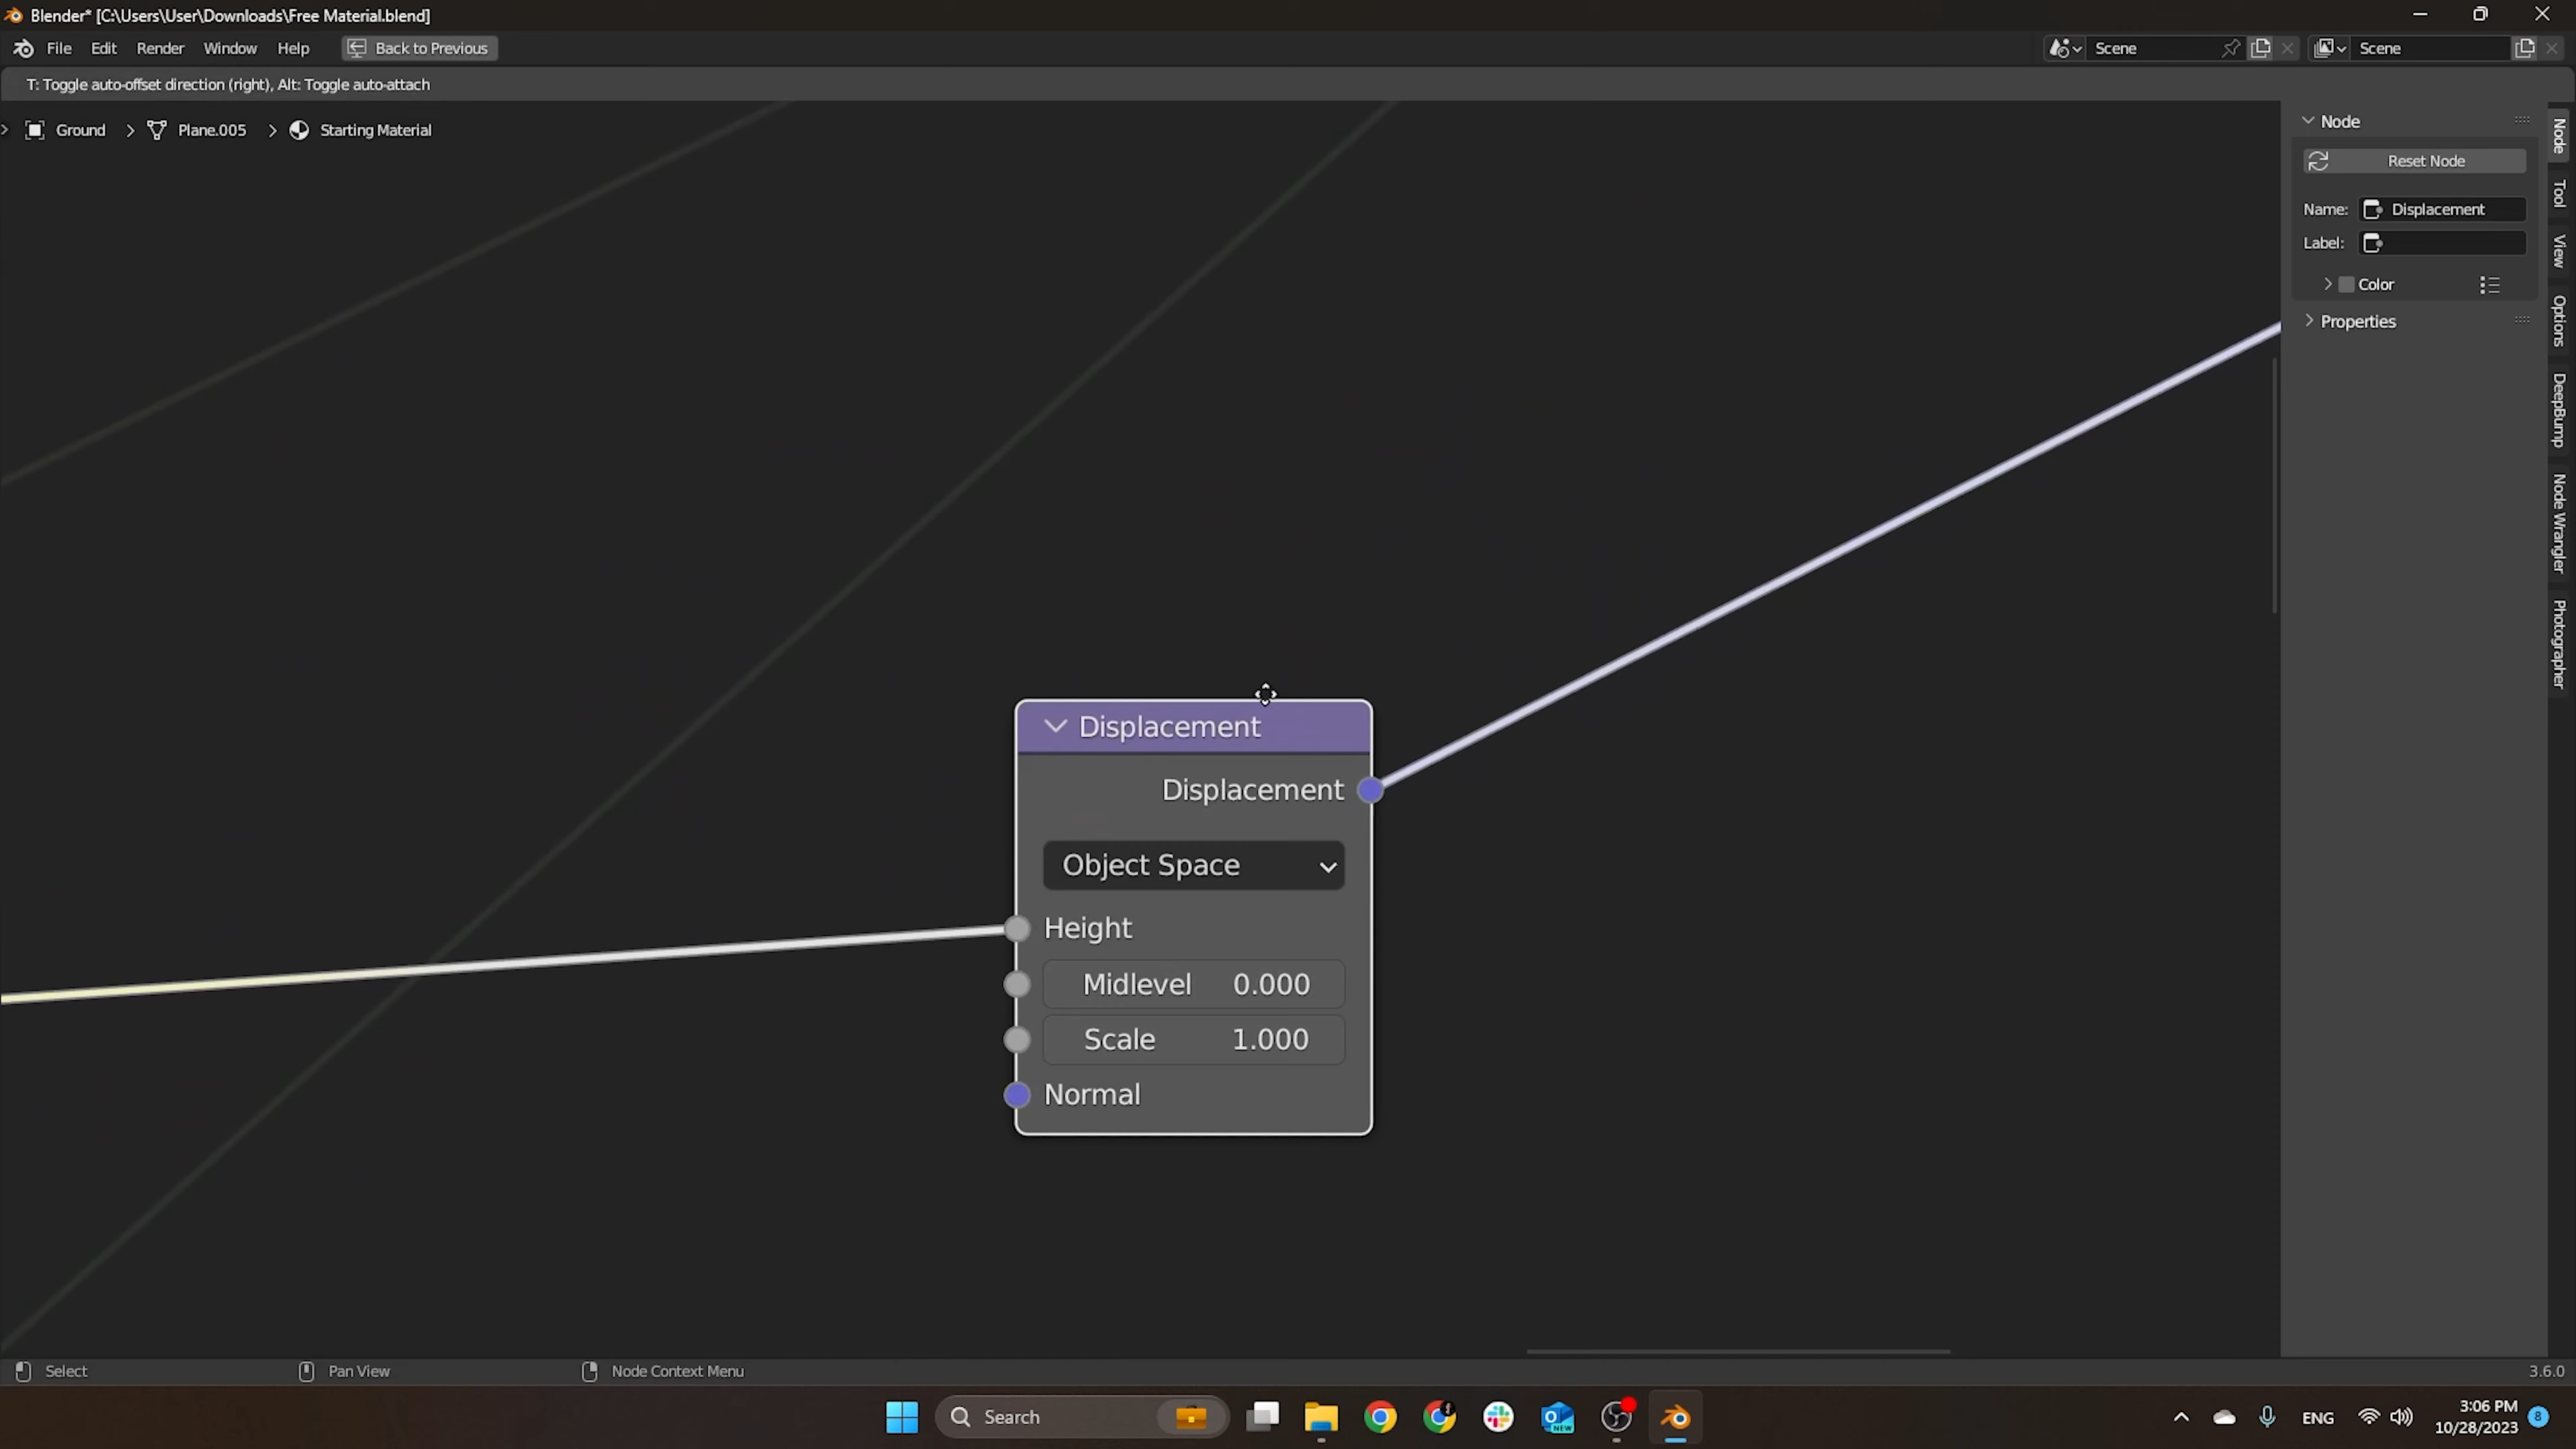 Blender* [C:\Users\User\Downloads\Free Material.blend]
File Edit Render Window Help Back to Previous Scene Scene
T: Toggle auto-offset direction (right), Alt: Toggle auto-attach
Ground Plane.005 Starting Material
Node
Reset Node
Name: Displacement
Label:
Color
Properties
Node
Tool
View
Options
DeepBump
Node Wrangler
Photographer
Displacement
Displacement
Object Space
Height
Midlevel 0.000
Scale 1.000
Normal
Select Pan View Node Context Menu 3.6.0
Search
NEW
ENG
3:06 PM
10/28/2023
8